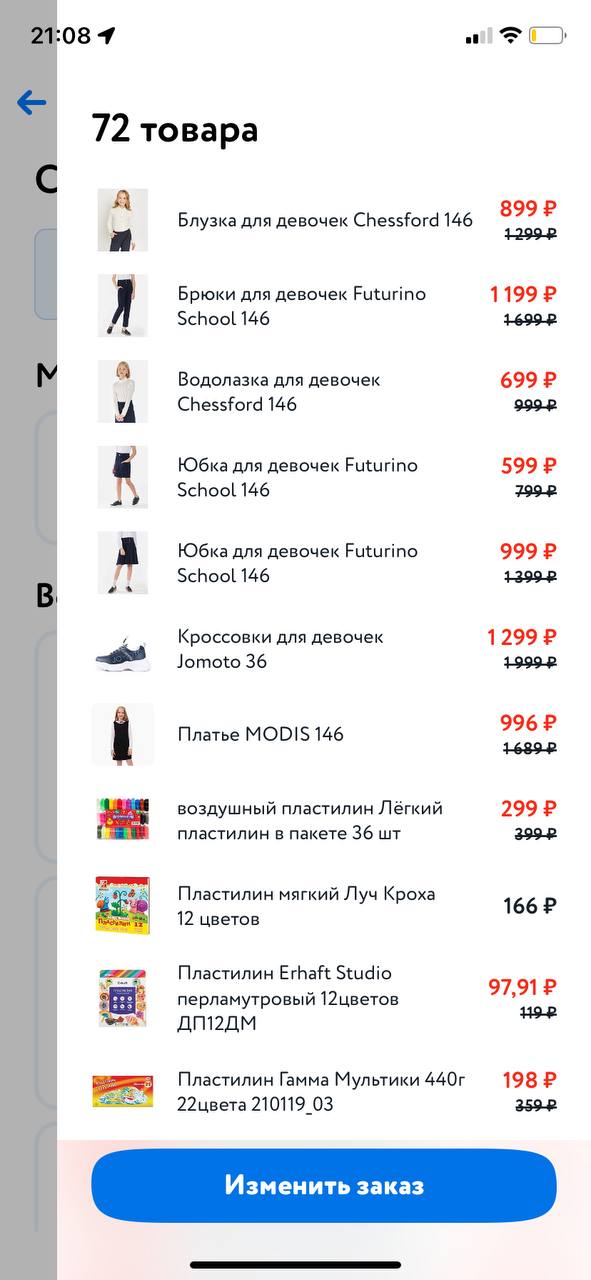 21:08
72 товара
Блузка для девочек Chessford 146
899 ₽
1 299 ₽
Брюки для девочек Futurino
School 146
1 199 ₽
1 699 ₽
Водолазка для девочек
Chessford 146
699 ₽
999 ₽
Юбка для девочек Futurino
School 146
599 ₽
799 ₽
Юбка для девочек Futurino
School 146
999 ₽
1 399 ₽
Кроссовки для девочек
Jomoto 36
1 299 ₽
1 999 ₽
Платье MODIS 146
996 ₽
1 689 ₽
воздушный пластилин Лёгкий
пластилин в пакете 36 шт
299 ₽
399 ₽
Пластилин мягкий Луч Кроха
12 цветов
166 ₽
Пластилин Erhaft Studio
перламутровый 12цветов
ДП12ДМ
97,91 ₽
119 ₽
Пластилин Гамма Мультики 440г
22цвета 210119_03
198 ₽
359 ₽
Изменить заказ